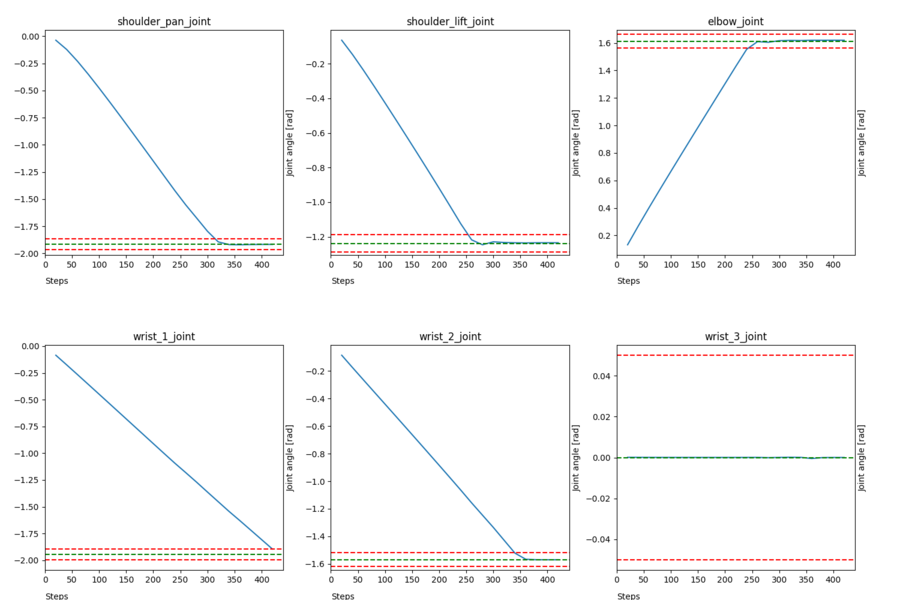 shoulder_pan_joint
0.00
−0.25
−0.50
−0.75
−1.00
−1.25
−1.50
−1.75
−2.00
0 50 100 150 200 250 300 350 400
Steps
Joint angle [rad]
shoulder_lift_joint
−0.2
−0.4
−0.6
−0.8
−1.0
−1.2
0 50 100 150 200 250 300 350 400
Steps
Joint angle [rad]
elbow_joint
1.6
1.4
1.2
1.0
0.8
0.6
0.4
0.2
0 50 100 150 200 250 300 350 400
Steps
Joint angle [rad]
wrist_1_joint
0.00
−0.25
−0.50
−0.75
−1.00
−1.25
−1.50
−1.75
−2.00
0 50 100 150 200 250 300 350 400
Steps
Joint angle [rad]
wrist_2_joint
−0.2
−0.4
−0.6
−0.8
−1.0
−1.2
−1.4
−1.6
0 50 100 150 200 250 300 350 400
Steps
Joint angle [rad]
wrist_3_joint
0.04
0.02
0.00
−0.02
−0.04
0 50 100 150 200 250 300 350 400
Steps
Joint angle [rad]